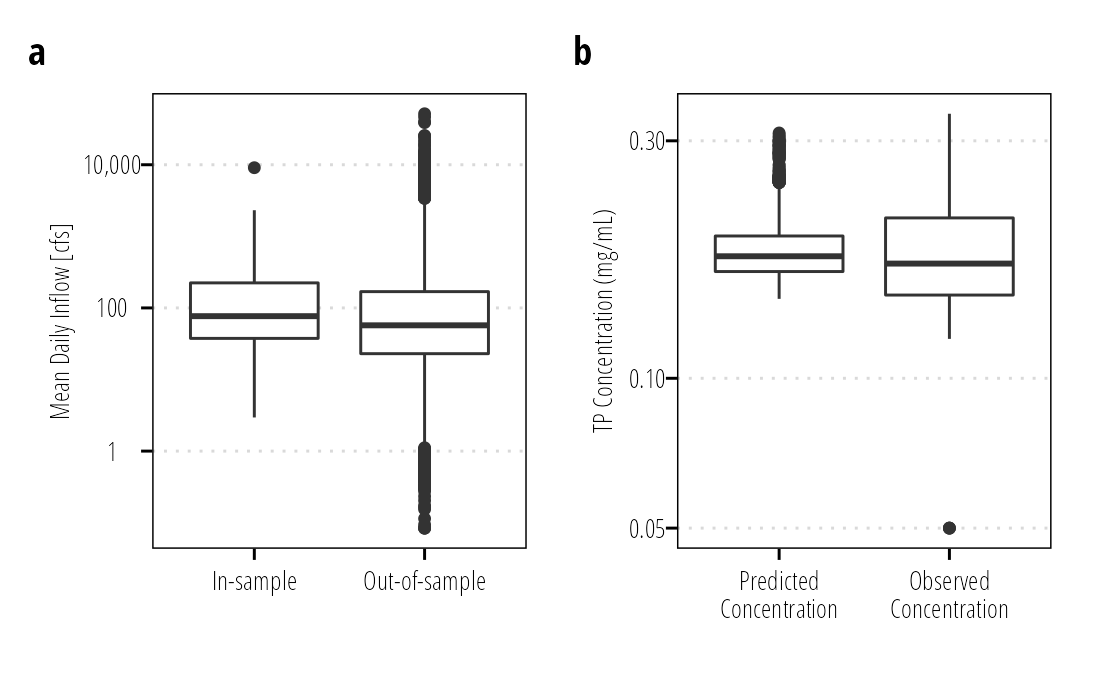 a
b
Mean Daily Inflow [cfs]
10,000
100
1
In-sample
Out-of-sample
TP Concentration (mg/mL)
0.30
0.10
0.05
Predicted
Concentration
Observed
Concentration